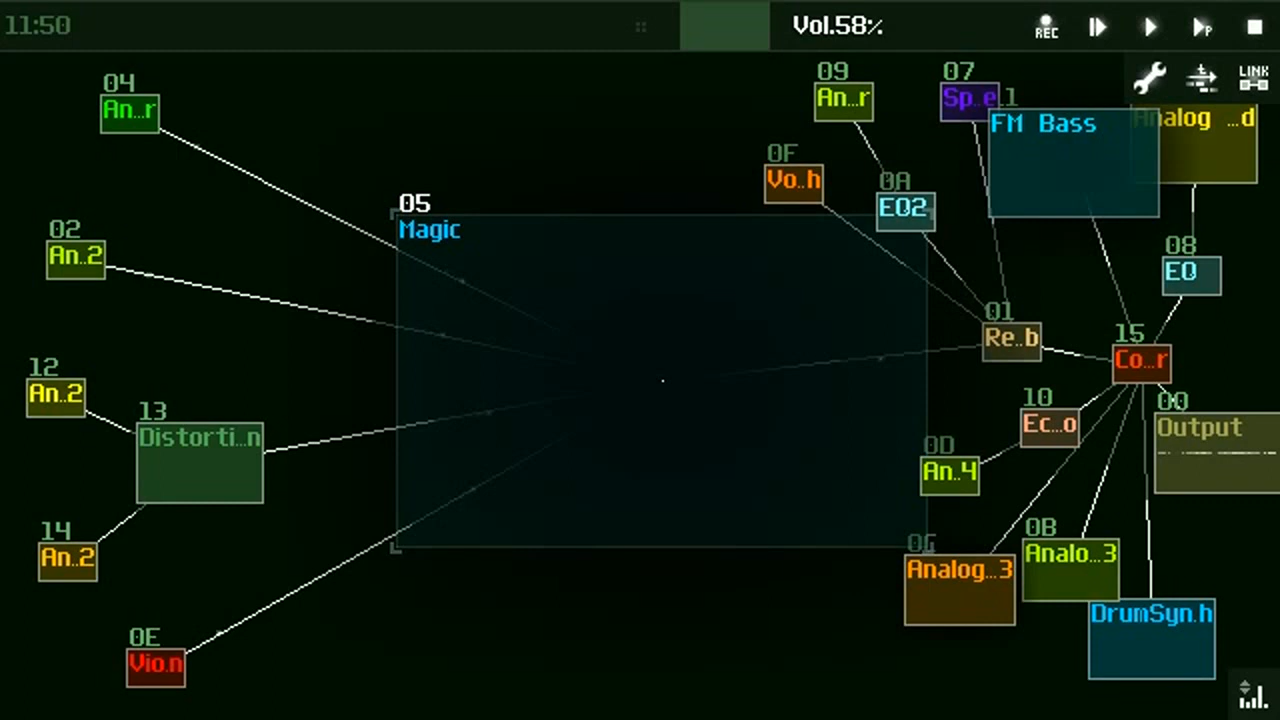 11:50
Vol.58%
REC
P
LINK
04
An..r
09
An..r
07
Sp.e
FM Bass
Analog ..d
0F
Vo.h
0A
EQ2
05
Magic
02
An.2
08
EQ
01
Re.b
15
Co..r
12
An.2
13
Distorti..n
10
Ec..o
00
Output
0D
An.4
14
An.2
Analog..3
0B
Analo..3
DrumSyn.h
0E
Vio.n